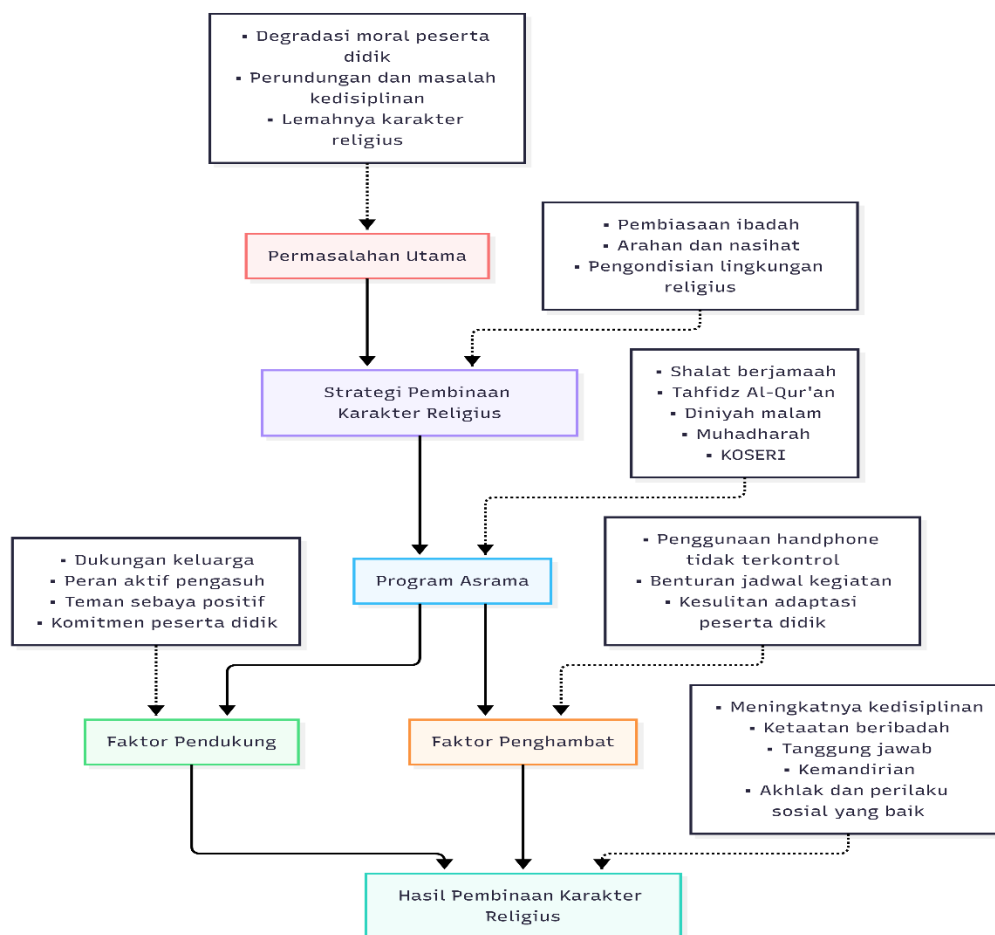 ▪ Degradasi moral peserta
didik
▪ Perundungan dan masalah
kedisiplinan
▪ Lemahnya karakter
religius
Permasalahan Utama
▪ Pembiasaan ibadah
▪ Arahan dan nasihat
▪ Pengondisian lingkungan
religius
Strategi Pembinaan
Karakter Religius
▪ Shalat berjamaah
▪ Tahfidz Al-Qur'an
▪ Diniyah malam
▪ Muhadharah
▪ KOSERI
Program Asrama
▪ Dukungan keluarga
▪ Peran aktif pengasuh
▪ Teman sebaya positif
▪ Komitmen peserta didik
▪ Penggunaan handphone
tidak terkontrol
▪ Benturan jadwal kegiatan
▪ Kesulitan adaptasi
peserta didik
Faktor Pendukung
Faktor Penghambat
▪ Meningkatnya kedisiplinan
▪ Ketaatan beribadah
▪ Tanggung jawab
▪ Kemandirian
▪ Akhlak dan perilaku
sosial yang baik
Hasil Pembinaan Karakter
Religius